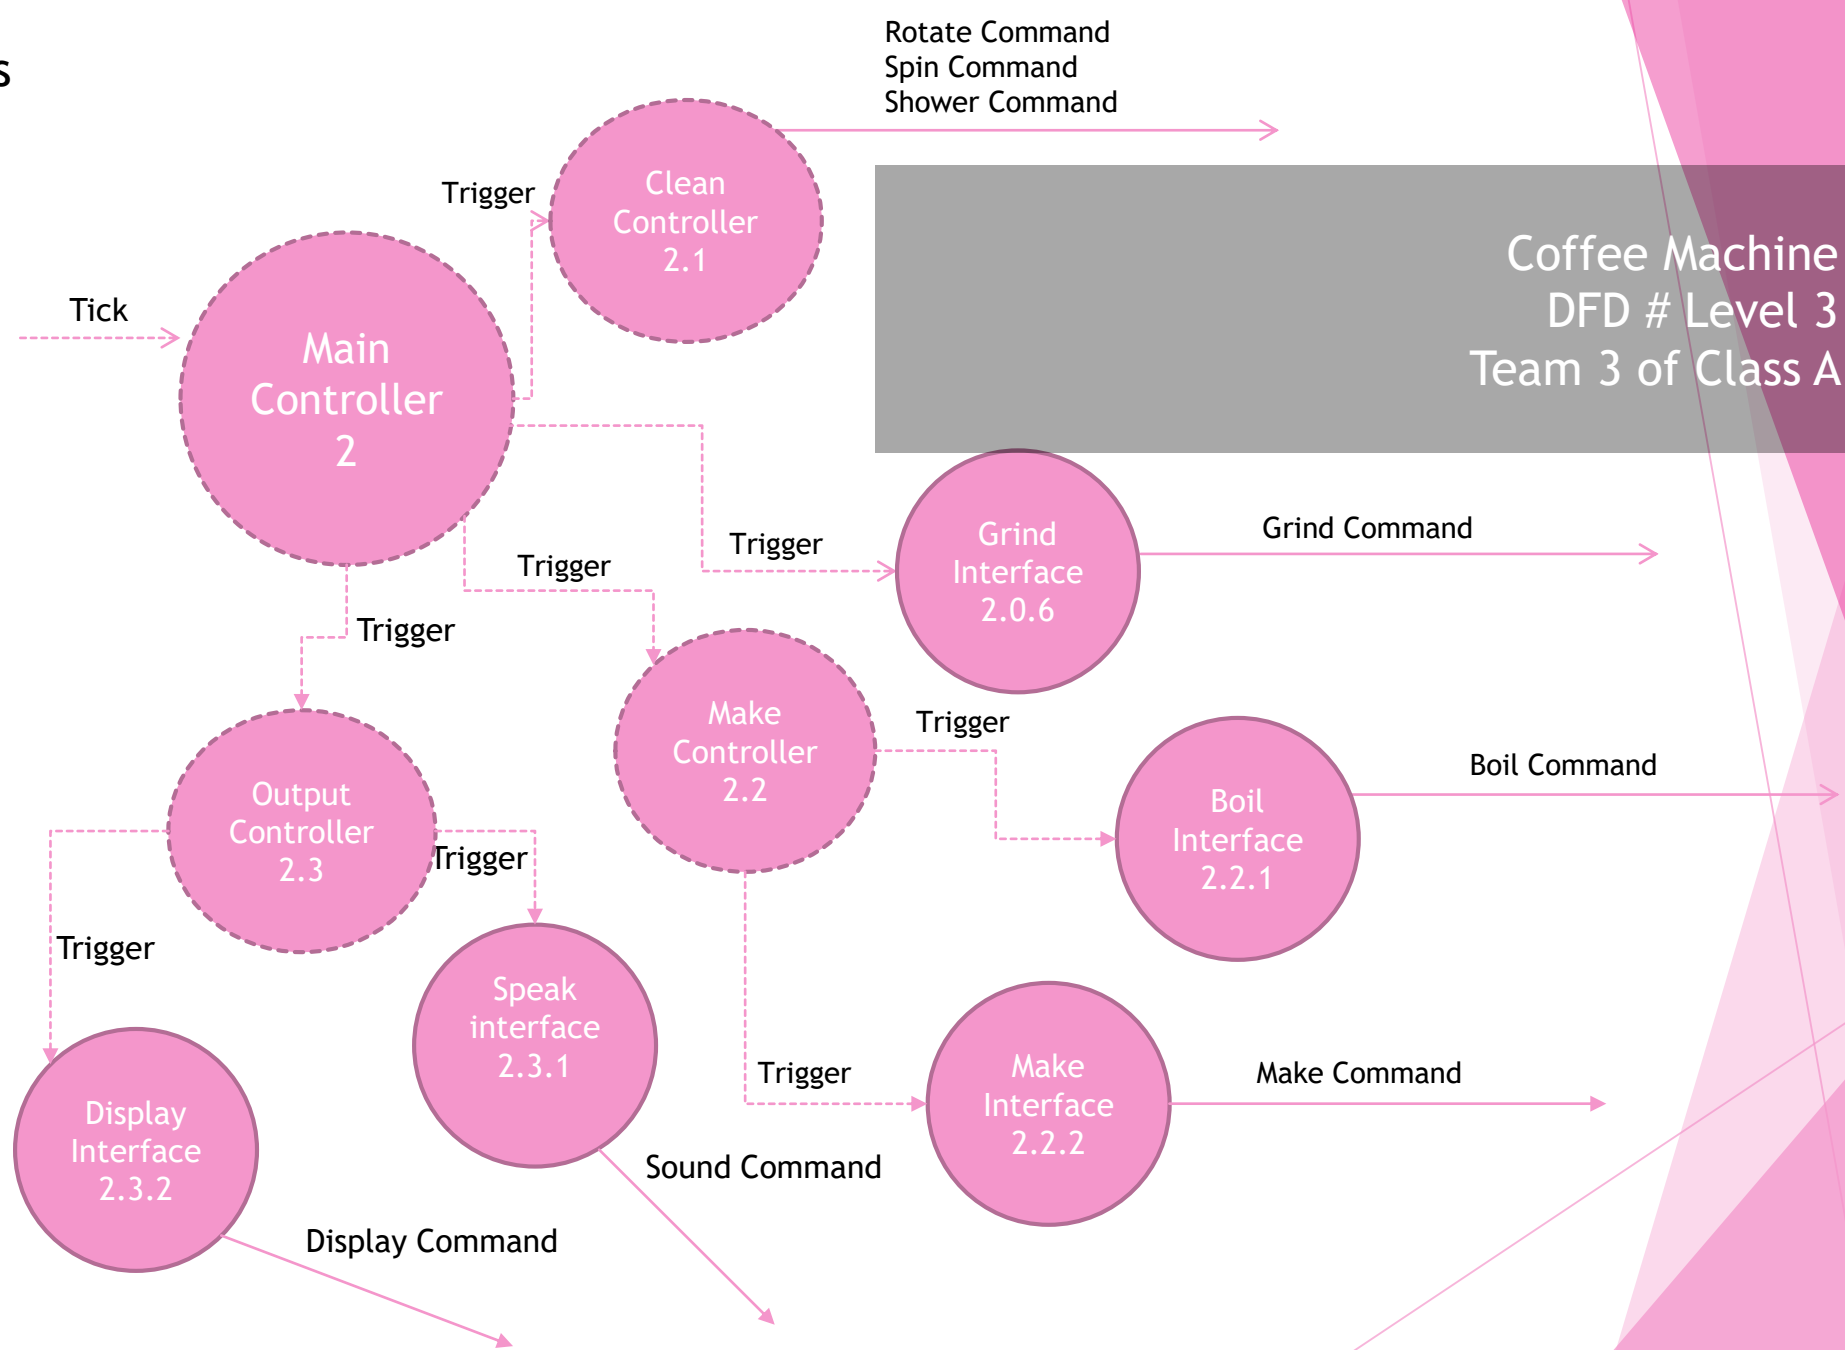 s
Rotate Command
Spin Command
Shower Command
Trigger
Clean
Controller
2.1
Coffee Machine
DFD # Level 3
Team 3 of Class A
Tick
Main
Controller
2
Trigger
Grind
Interface
2.0.6
Grind Command
Trigger
Trigger
Make
Controller
2.2
Trigger
Boil
Interface
2.2.1
Boil Command
Output
Controller
2.3
Trigger
Trigger
Speak
interface
2.3.1
Trigger
Make
Interface
2.2.2
Make Command
Display
Interface
2.3.2
Sound Command
Display Command